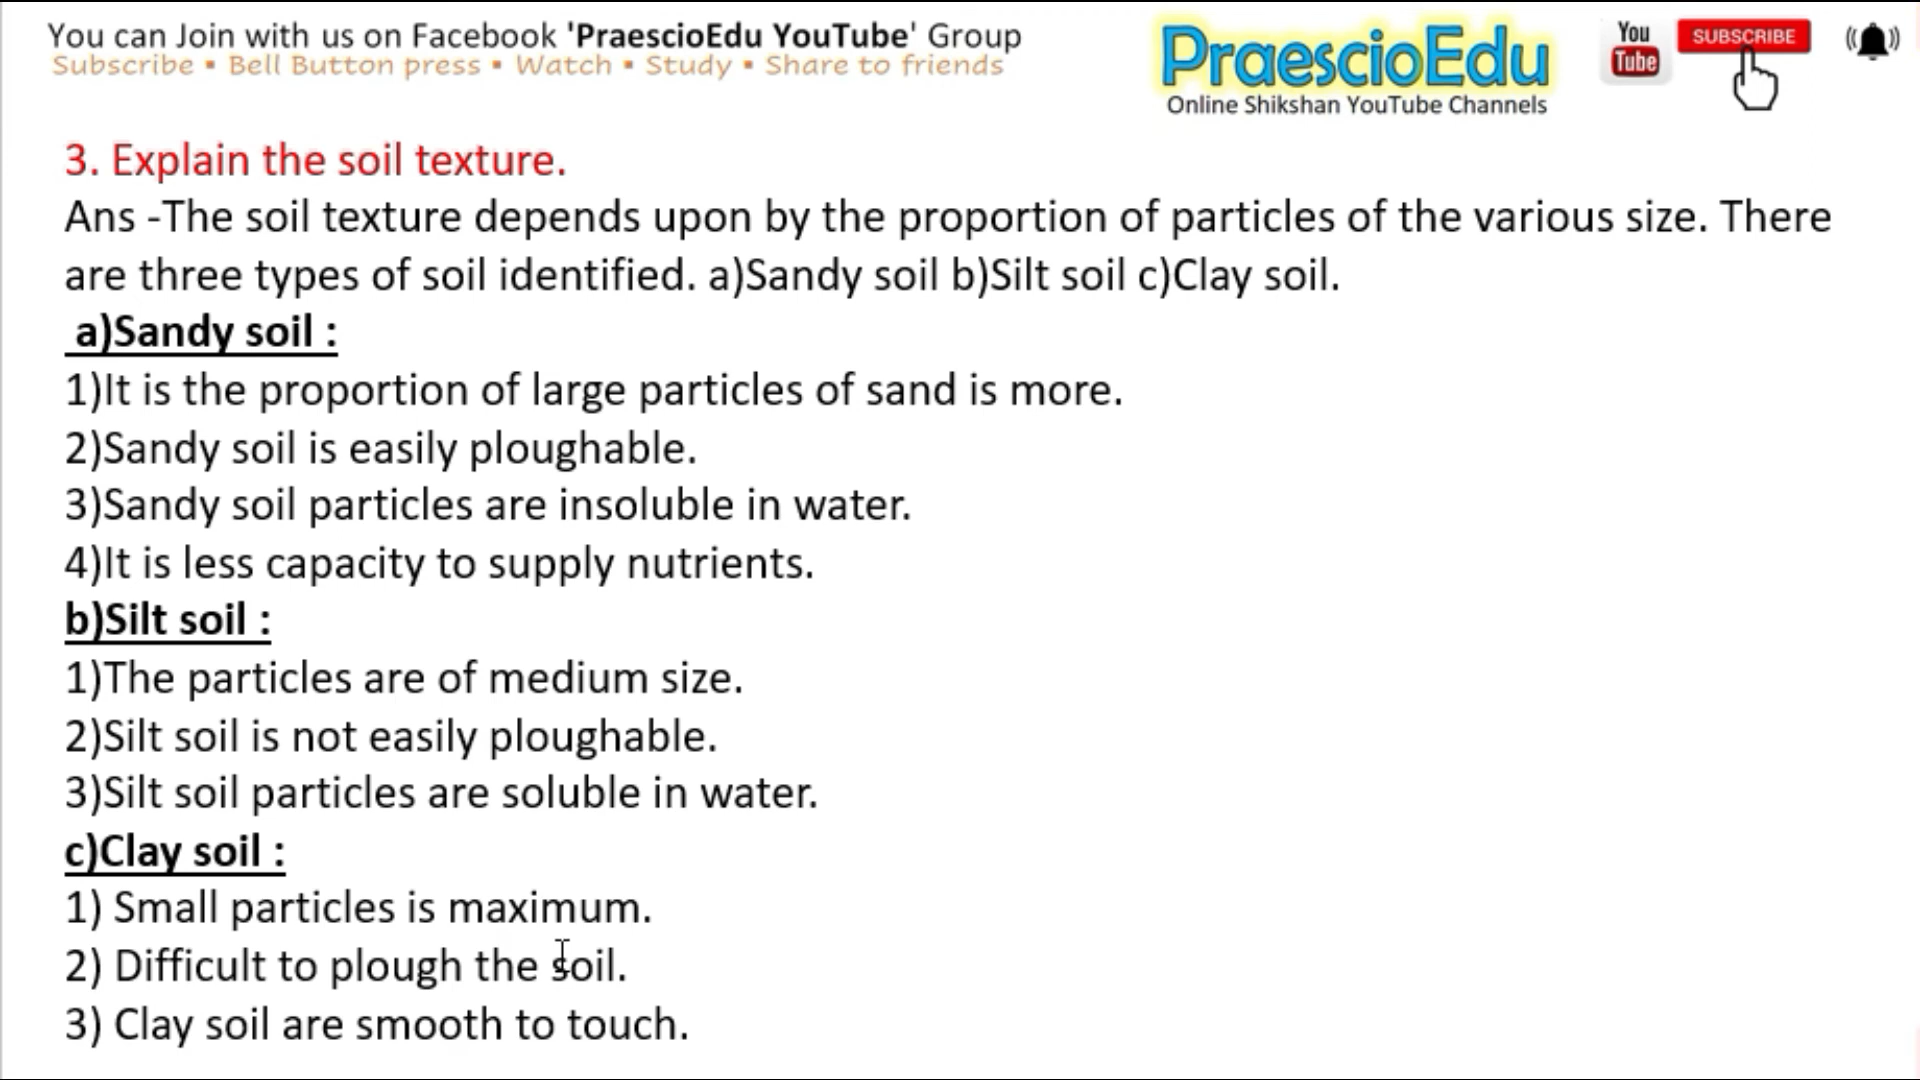 You can Join with us on Facebook 'PraescioEdu YouTube' Group
Subscribe ▪ Bell Button press ▪ Watch ▪ Study ▪ Share to friends
PraescioEdu
Online Shikshan YouTube Channels
You
Tube
SUBSCRIBE
3. Explain the soil texture.
Ans -The soil texture depends upon by the proportion of particles of the various size. There
are three types of soil identified. a)Sandy soil b)Silt soil c)Clay soil.
a)Sandy soil :
1)It is the proportion of large particles of sand is more.
2)Sandy soil is easily ploughable.
3)Sandy soil particles are insoluble in water.
4)It is less capacity to supply nutrients.
b)Silt soil :
1)The particles are of medium size.
2)Silt soil is not easily ploughable.
3)Silt soil particles are soluble in water.
c)Clay soil :
1) Small particles is maximum.
2) Difficult to plough the soil.
3) Clay soil are smooth to touch.